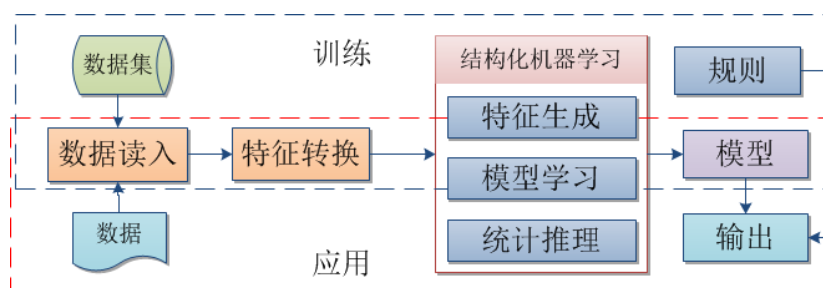 训练
数据集
结构化机器学习
规则
特征生成
数据读入
特征转换
模型
模型学习
数据
统计推理
输出
应用